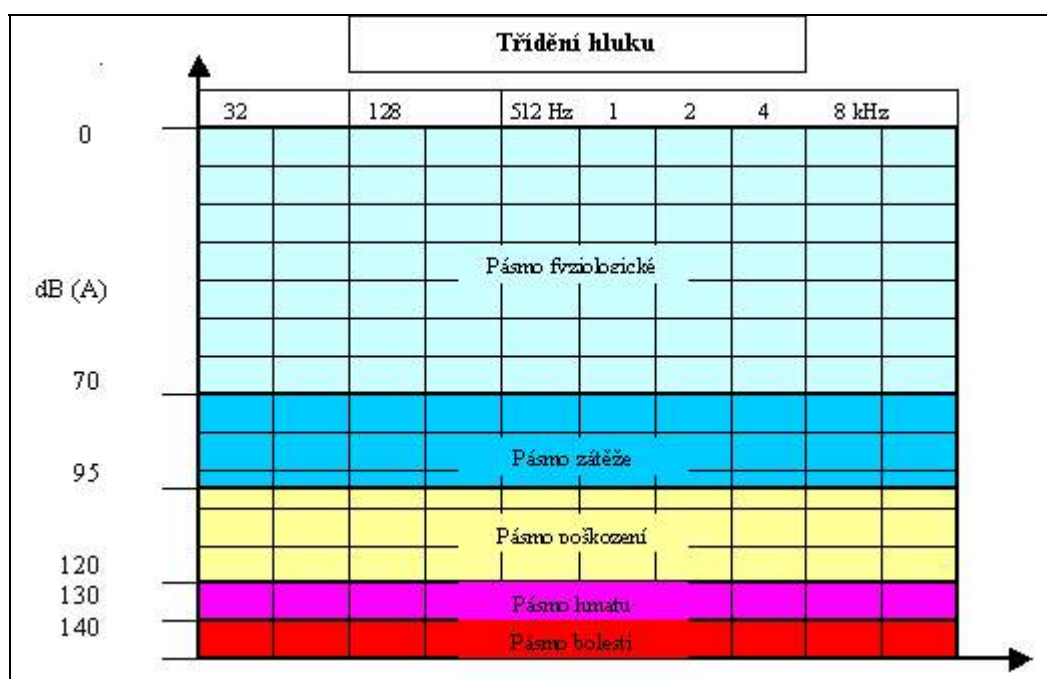 Třídění hluku
32 128 512 Hz 1 2 4 8 kHz
0
Pásmo fyziologické
dB (A)
70
Pásmo zátěže
95
Pásmo poškození
120
130
Pásmo hmatu
140
Pásmo bolesti